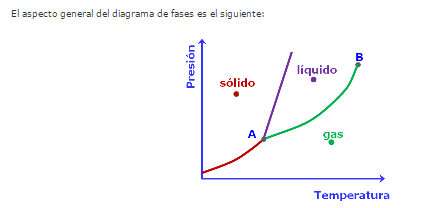 El aspecto general del diagrama de fases es el siguiente:
Presión
sólido
líquido
B
A
gas
Temperatura